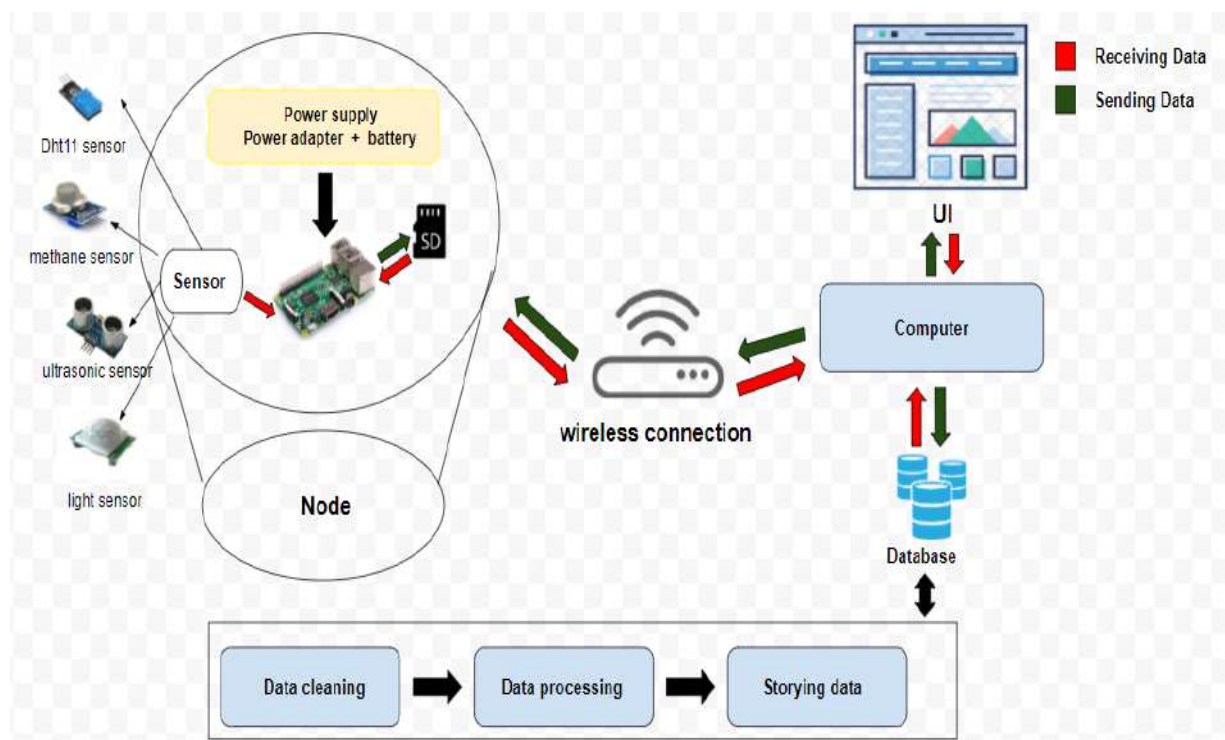 Receiving Data
Sending Data
Power supply
Power adapter + battery
Dht11 sensor
SD
UI
methane sensor
Sensor
Computer
ultrasonic sensor
wireless connection
light sensor
Node
Database
Data cleaning
Data processing
Storying data